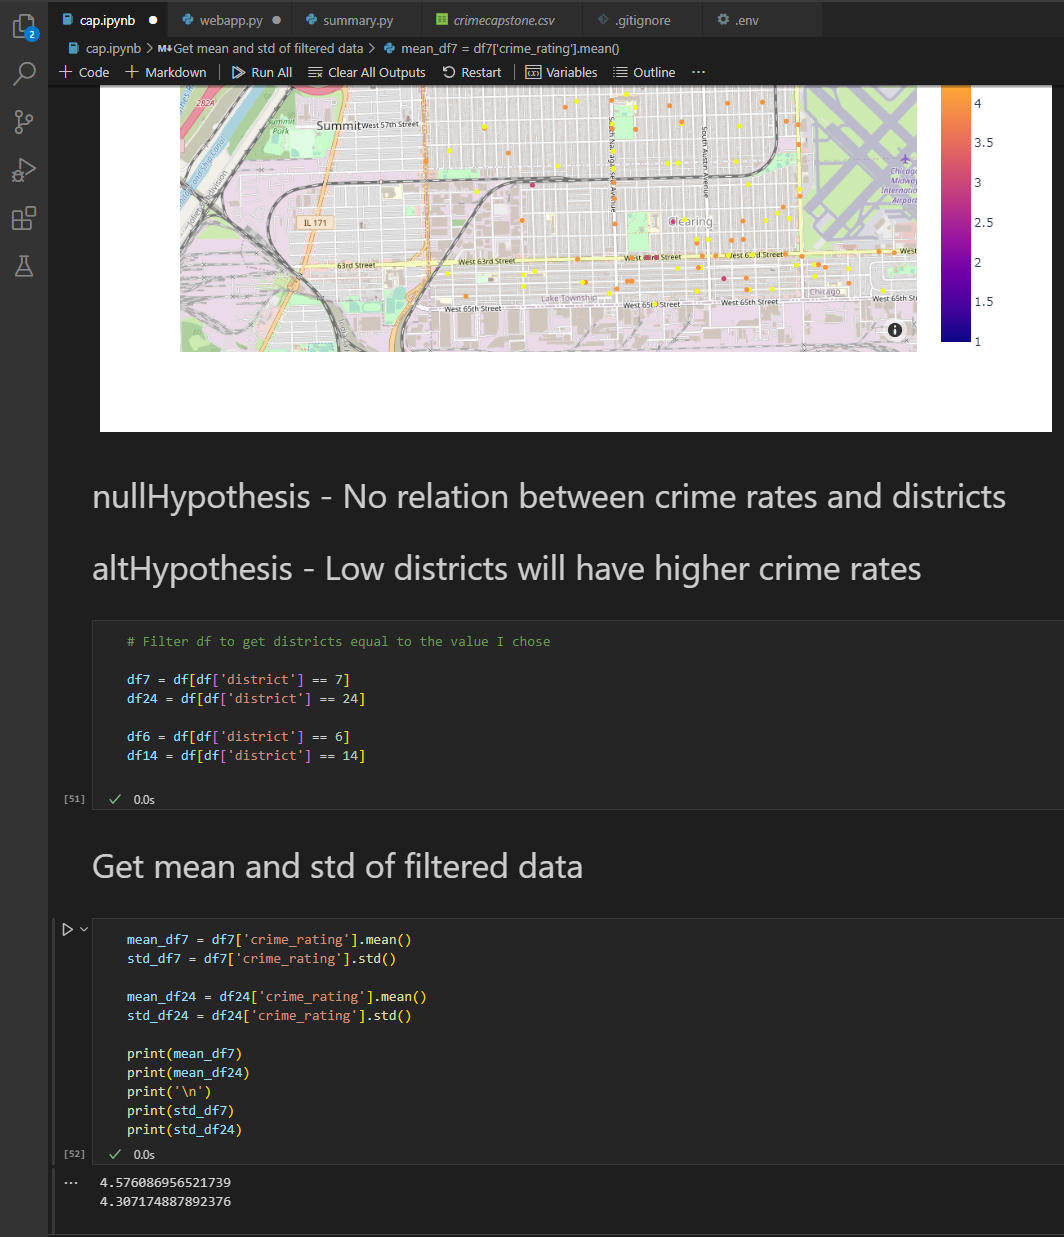 cap.ipynb
webapp.py
summary.py
crimecapstone.csv
.gitignore
.env
2
cap.ipynb > M↓Get mean and std of filtered data > mean_df7 = df7['crime_rating'].mean()
+ Code + Markdown Run All Clear All Outputs Restart Variables Outline ...
202A
Summit Park
Summit
West 57th Street
South Austin Avenue
Chicago Midway
IL 171
Clearing
63rd Street
West 63rd Street
West 63rd Street
West 63rd Street
West
Lake Township
Chicago
West 65th Street
West 65th Street
West 65th Street
West 65th St
4
3.5
3
2.5
2
1.5
1
nullHypothesis - No relation between crime rates and districts
altHypothesis - Low districts will have higher crime rates
# Filter df to get districts equal to the value I chose
df7 = df[df['district'] == 7]
df24 = df[df['district'] == 24]
df6 = df[df['district'] == 6]
df14 = df[df['district'] == 14]
[51]
0.0s
Get mean and std of filtered data
mean_df7 = df7['crime_rating'].mean()
std_df7 = df7['crime_rating'].std()
mean_df24 = df24['crime_rating'].mean()
std_df24 = df24['crime_rating'].std()
print(mean_df7)
print(mean_df24)
print('\n')
print(std_df7)
print(std_df24)
[52]
0.0s
... 4.576086956521739
4.307174887892376